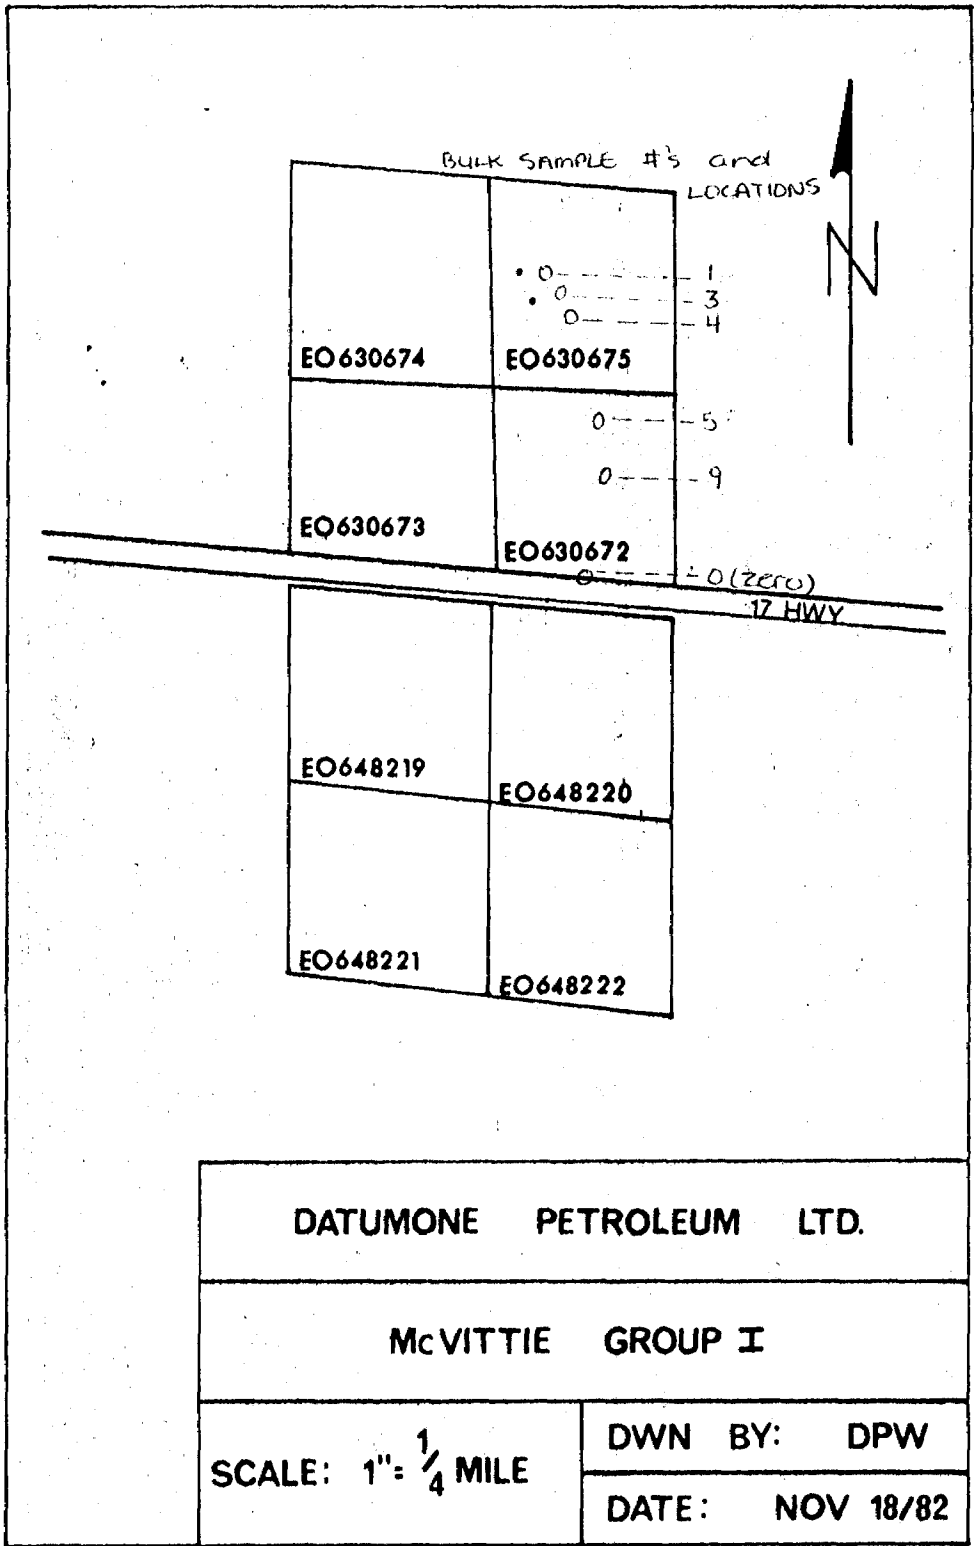 BULK SAMPLE #'s and
LOCATIONS
N
1
3
4
EO630674
EO630675
5
9
EO630673
EO630672
0 (zero)
17 HWY
EO648219
EO648220
EO648221
EO648222
DATUMONE PETROLEUM LTD.
McVITTIE GROUP I
SCALE: 1"= 1/4 MILE
DWN BY: DPW
DATE: NOV 18/82